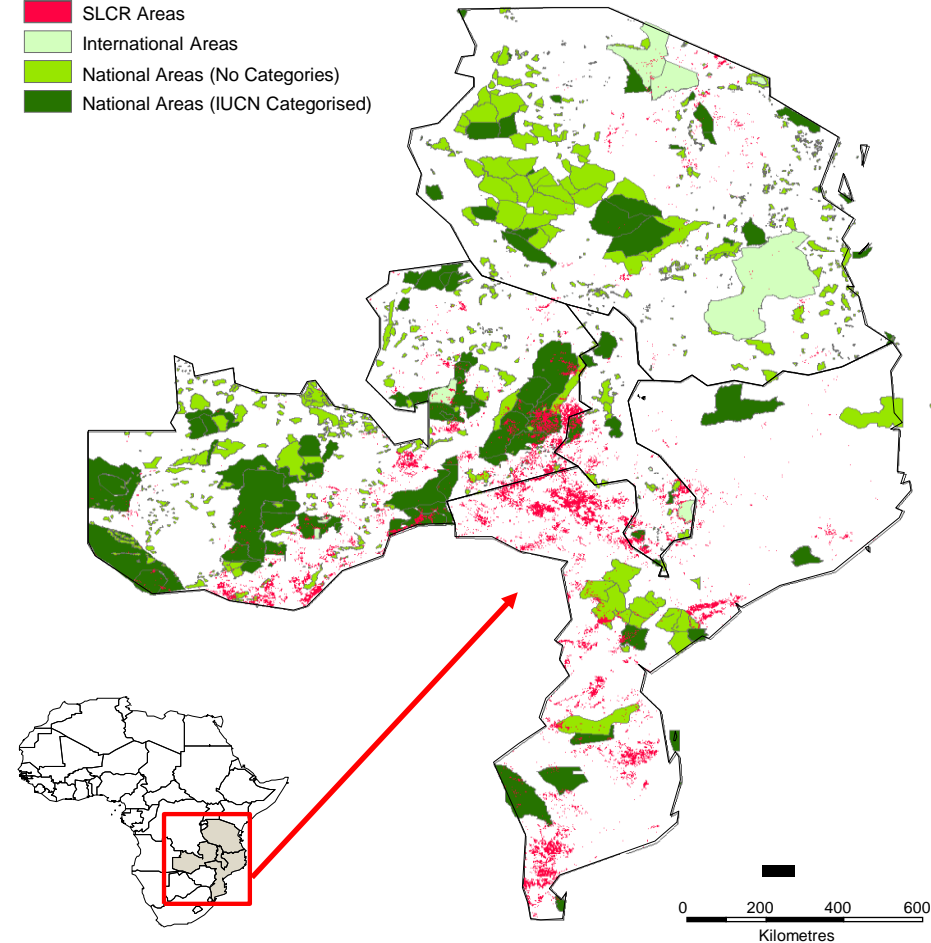 SLCR Areas
International Areas
National Areas (No Categories)
National Areas (IUCN Categorised)
0 200 400 600
Kilometres